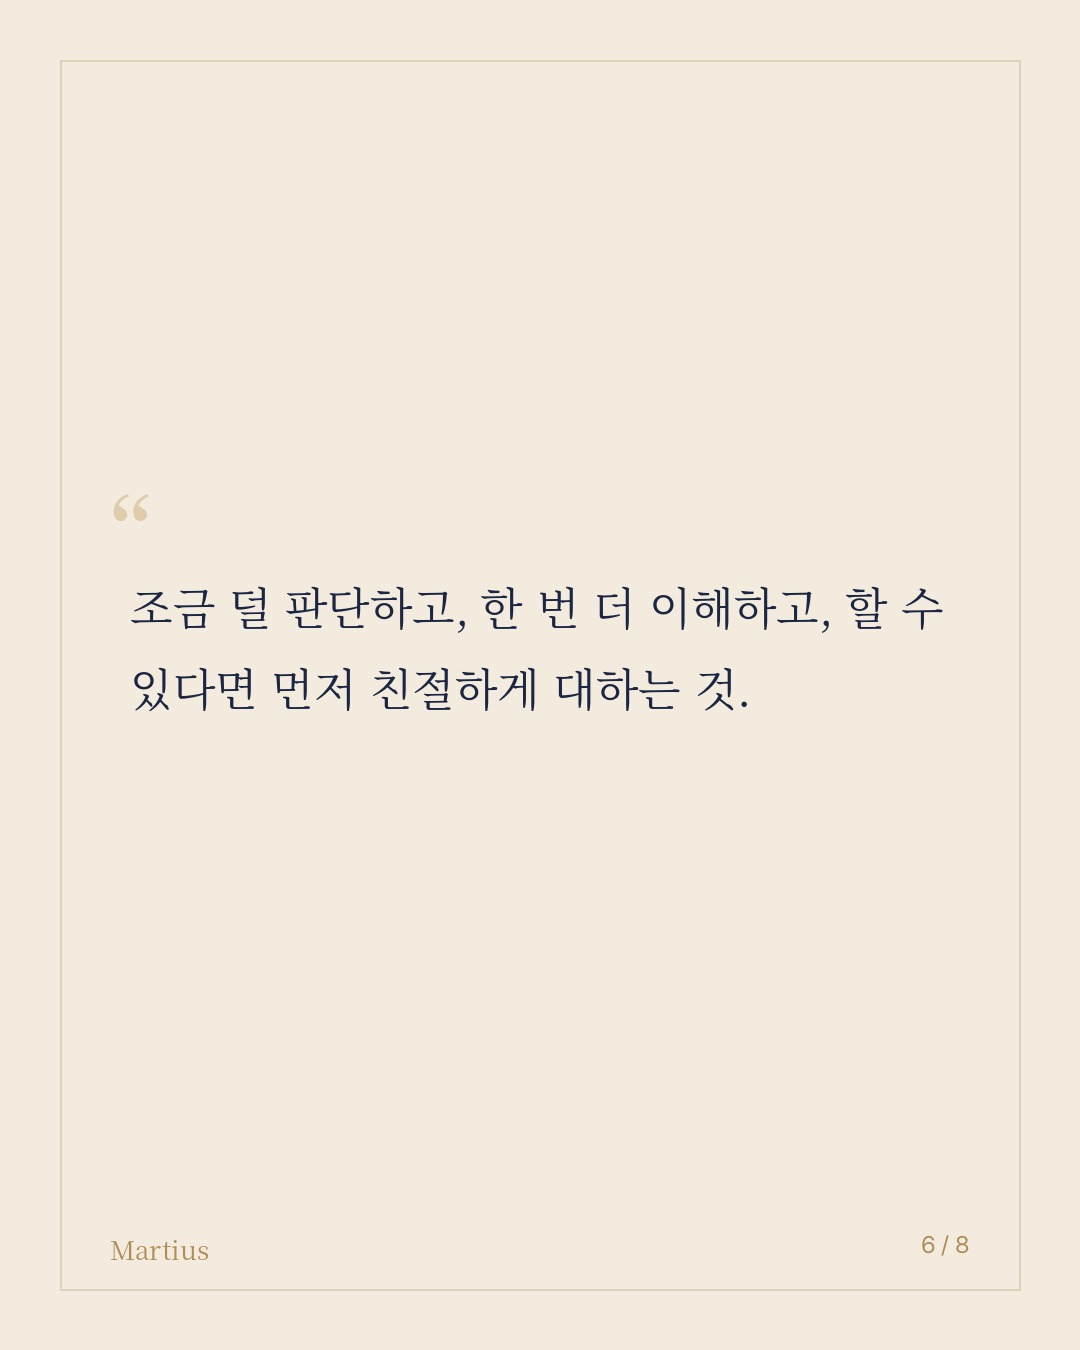 “
조금 덜 판단하고, 한 번 더 이해하고, 할 수
있다면 먼저 친절하게 대하는 것.
Martius
6 / 8